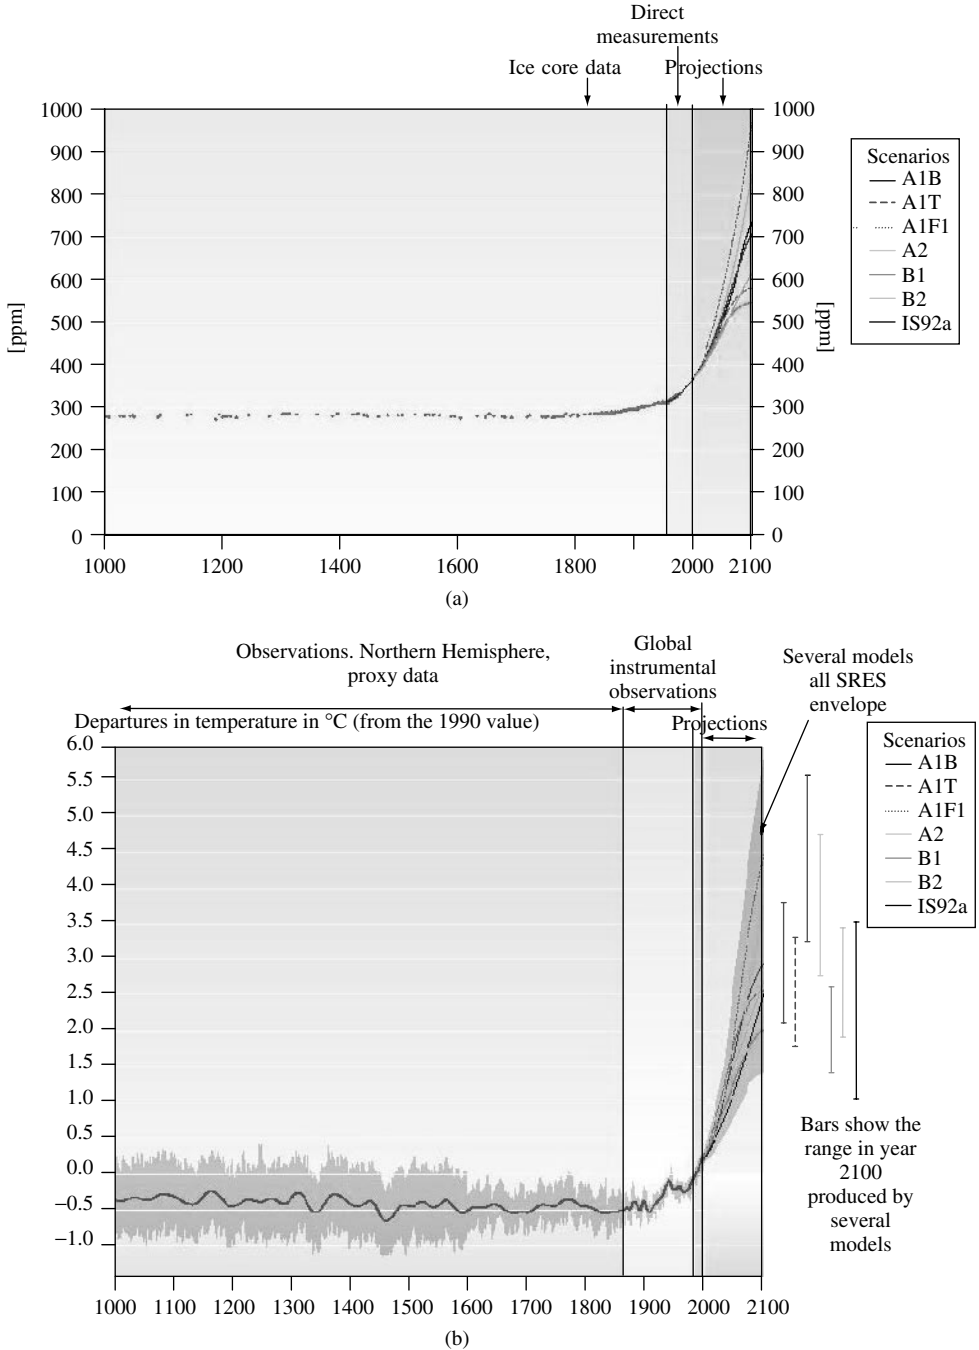 Direct
measurements
Ice core data
Projections
1000
900
800
700
600
500
400
300
200
100
0
[ppm]
1000
900
800
700
600
500
400
300
200
100
0
[ppm]
1000
1200
1400
1600
1800
2000
2100
Scenarios
A1B
A1T
A1F1
A2
B1
B2
IS92a
(a)
Observations. Northern Hemisphere,
proxy data
Global
instrumental
observations
Several models
all SRES
envelope
Departures in temperature in °C (from the 1990 value)
Projections
6.0
5.5
5.0
4.5
4.0
3.5
3.0
2.5
2.0
1.5
1.0
0.5
0.0
−0.5
−1.0
1000
1100
1200
1300
1400
1500
1600
1700
1800
1900
2000
2100
Scenarios
A1B
A1T
A1F1
A2
B1
B2
IS92a
Bars show the
range in year
2100
produced by
several
models
(b)